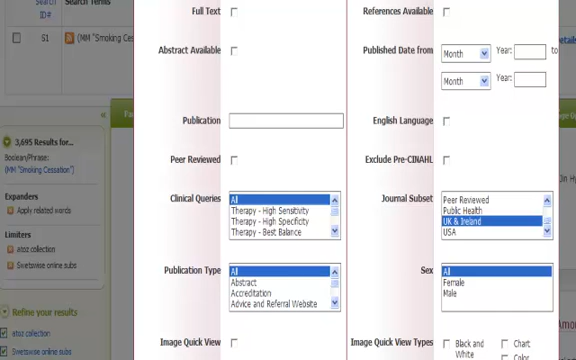 Search ID#
Search Terms
S1
(MM "Smoking Ces
3,695 Results for...
Boolean/Phrase:
(MM "Smoking Cessation")
Expanders
Apply related words
Limiters
atoz collection
Swetswise online subs
Refine your results
atoz collection
Swetswise online subs
Full Text
References Available
Abstract Available
Published Date from
Month
Year:
to
Month
Year:
Publication
English Language
Peer Reviewed
Exclude Pre-CINAHL
Clinical Queries
All
Therapy - High Sensitivity
Therapy - High Specificty
Therapy - Best Balance
Journal Subset
Peer Reviewed
Public Health
UK & Ireland
USA
Publication Type
All
Abstract
Accreditation
Advice and Referral Website
Sex
All
Female
Male
Image Quick View
Image Quick View Types
Black and White
Chart
Color